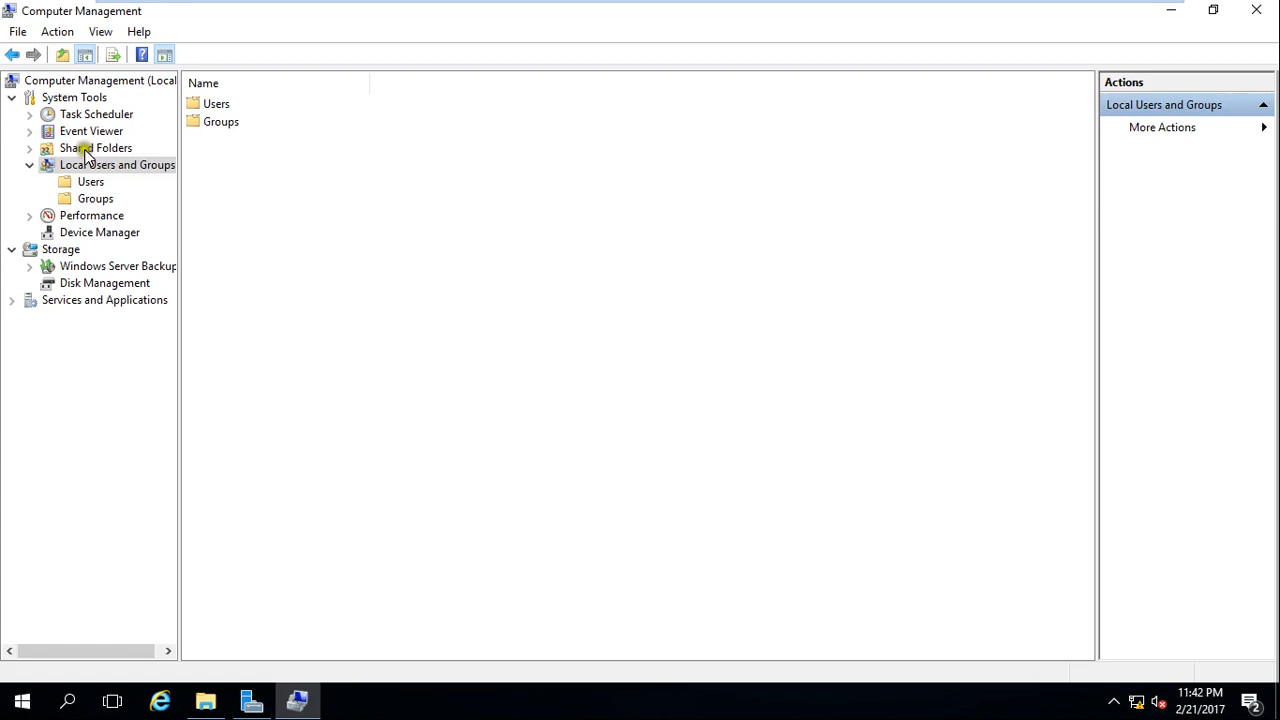 Computer Management
File Action View Help
Computer Management (Local
System Tools
Task Scheduler
Event Viewer
Shared Folders
Local Users and Groups
Users
Groups
Performance
Device Manager
Storage
Windows Server Backup
Disk Management
Services and Applications
Name
Users
Groups
Actions
Local Users and Groups
More Actions
11:42 PM
2/21/2017
2